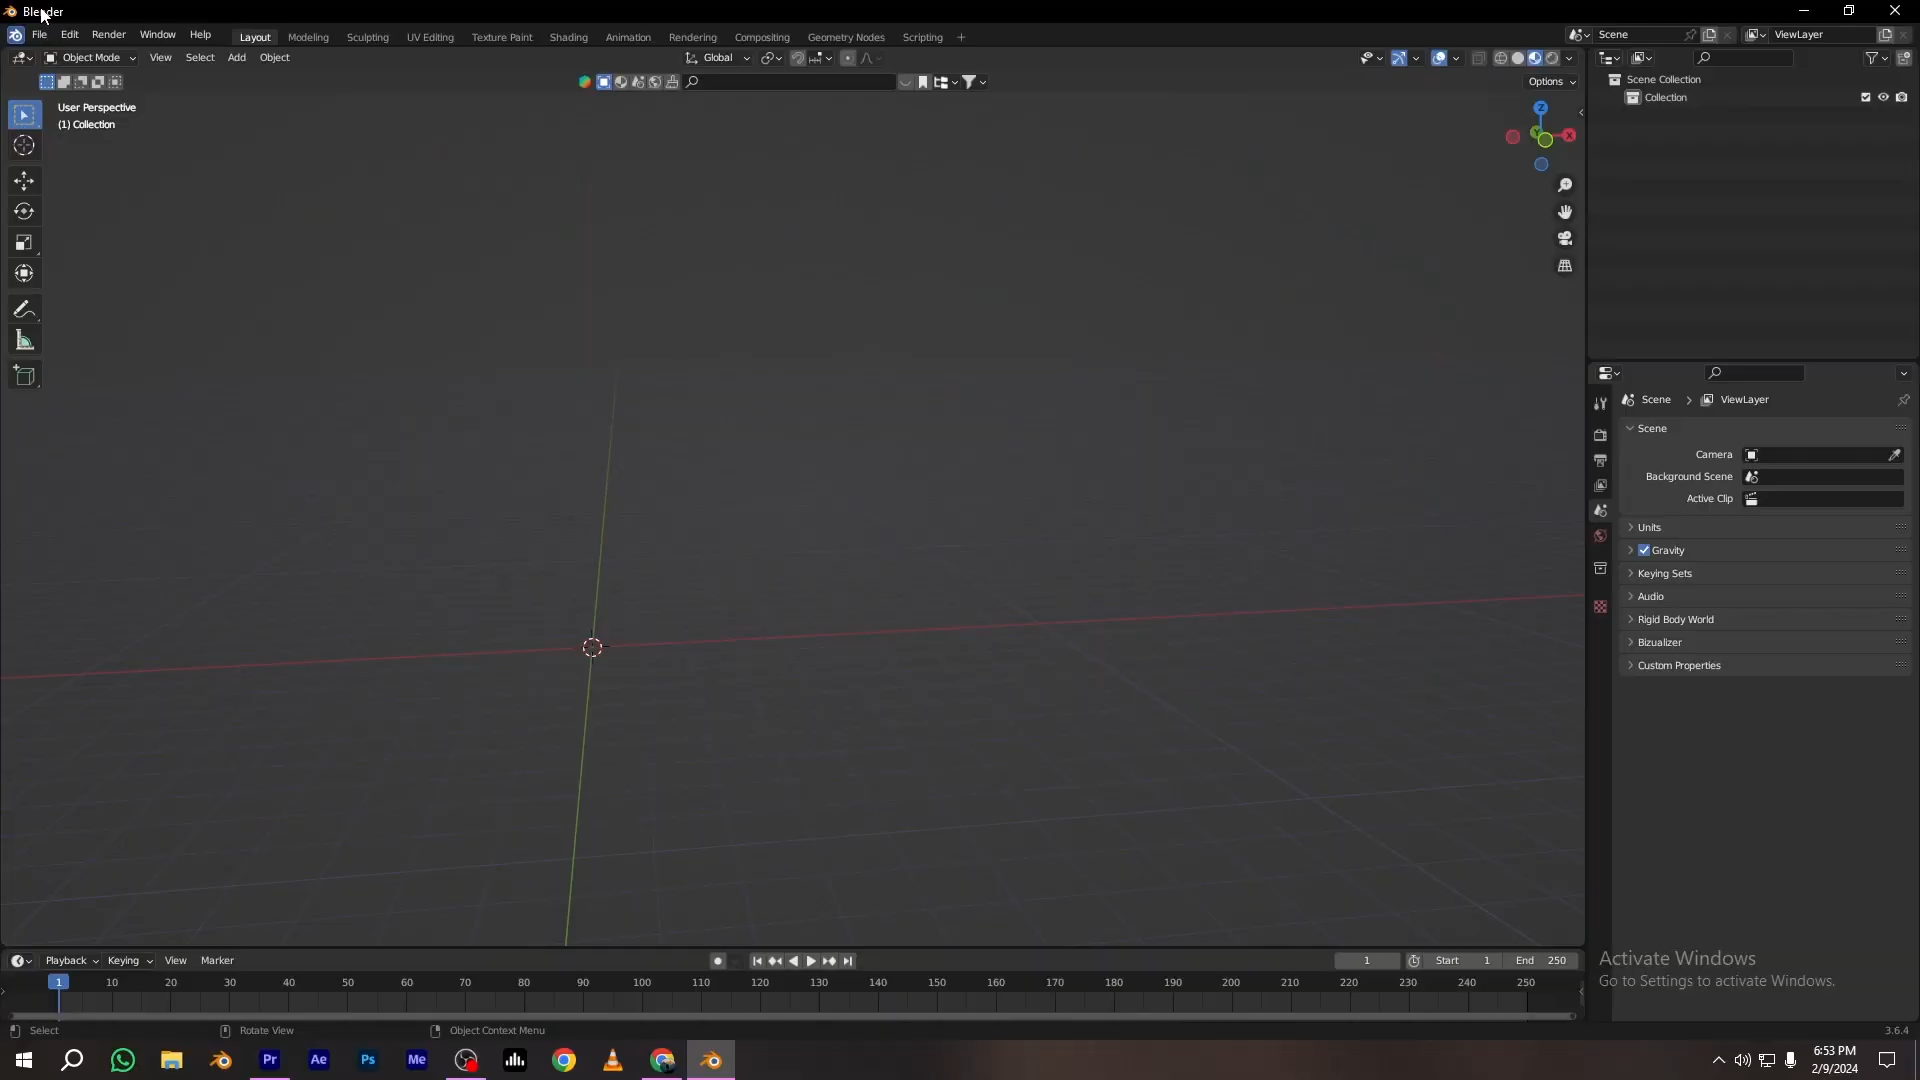 Blender
File Edit Render Window Help Layout Modeling Sculpting UV Editing Texture Paint Shading Animation Rendering Compositing Geometry Nodes Scripting + Scene ViewLayer
Object Mode View Select Add Object Global
Options
User Perspective
(1) Collection
Z
Y
X
Scene Collection
Collection
Scene > ViewLayer
Scene
Camera
Background Scene
Active Clip
Units
Gravity
Keying Sets
Audio
Rigid Body World
Bizualizer
Custom Properties
Activate Windows
Go to Settings to activate Windows.
Playback Keying View Marker 1 Start 1 End 250
1 10 20 30 40 50 60 70 80 90 100 110 120 130 140 150 160 170 180 190 200 210 220 230 240 250
Select Rotate View Object Context Menu 3.6.4
Pr Ae Ps Me
6:53 PM
2/9/2024